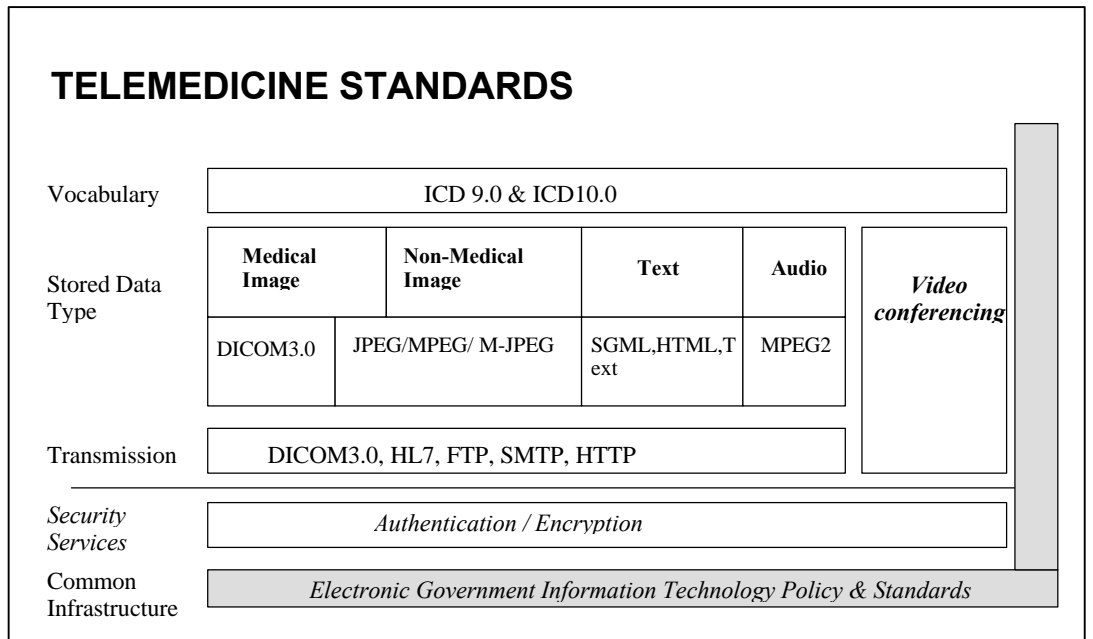 TELEMEDICINE STANDARDS
Vocabulary
ICD 9.0 & ICD10.0
Stored Data
Type
Medical
Image
Non-Medical
Image
Text
Audio
Video
conferencing
DICOM3.0
JPEG/MPEG/ M-JPEG
SGML,HTML,T
ext
MPEG2
Transmission
DICOM3.0, HL7, FTP, SMTP, HTTP
Security
Services
Authentication / Encryption
Common
Infrastructure
Electronic Government Information Technology Policy & Standards